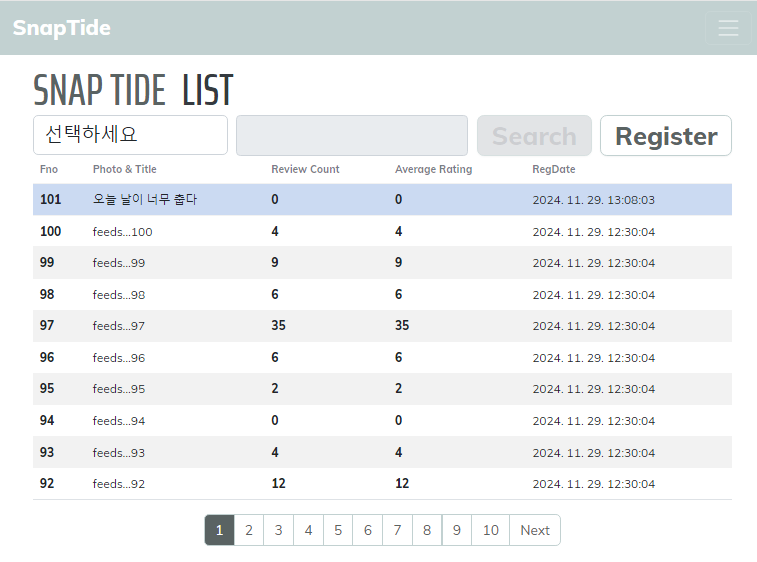 SnapTide
SNAP TIDE LIST
선택하세요 Search Register
Fno Photo & Title Review Count Average Rating RegDate
101 오늘 날이 너무 춥다 0 0 2024. 11. 29. 13:08:03
100 feeds...100 4 4 2024. 11. 29. 12:30:04
99 feeds...99 9 9 2024. 11. 29. 12:30:04
98 feeds...98 6 6 2024. 11. 29. 12:30:04
97 feeds...97 35 35 2024. 11. 29. 12:30:04
96 feeds...96 6 6 2024. 11. 29. 12:30:04
95 feeds...95 2 2 2024. 11. 29. 12:30:04
94 feeds...94 0 0 2024. 11. 29. 12:30:04
93 feeds...93 4 4 2024. 11. 29. 12:30:04
92 feeds...92 12 12 2024. 11. 29. 12:30:04
1 2 3 4 5 6 7 8 9 10 Next